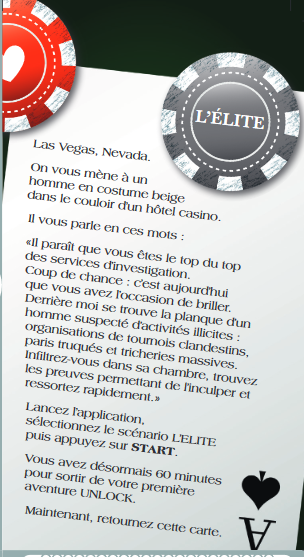 L'ÉLITE
Las Vegas, Nevada.
On vous mène à un
homme en costume beige
dans le couloir d'un hôtel casino.
Il vous parle en ces mots :
«Il paraît que vous êtes le top du top
des services d'investigation.
Coup de chance : c'est aujourd'hui
que vous avez l'occasion de briller.
Derrière moi se trouve la planque d'un
homme suspecté d'activités illicites :
organisations de tournois clandestins,
paris truqués et tricheries massives.
Infiltrez-vous dans sa chambre, trouvez
les preuves permettant de l'inculper et
ressortez rapidement.»
Lancez l'application,
sélectionnez le scénario L'ELITE
puis appuyez sur START.
Vous avez désormais 60 minutes
pour sortir de votre première
aventure UNLOCK.
Maintenant, retournez cette carte.
A